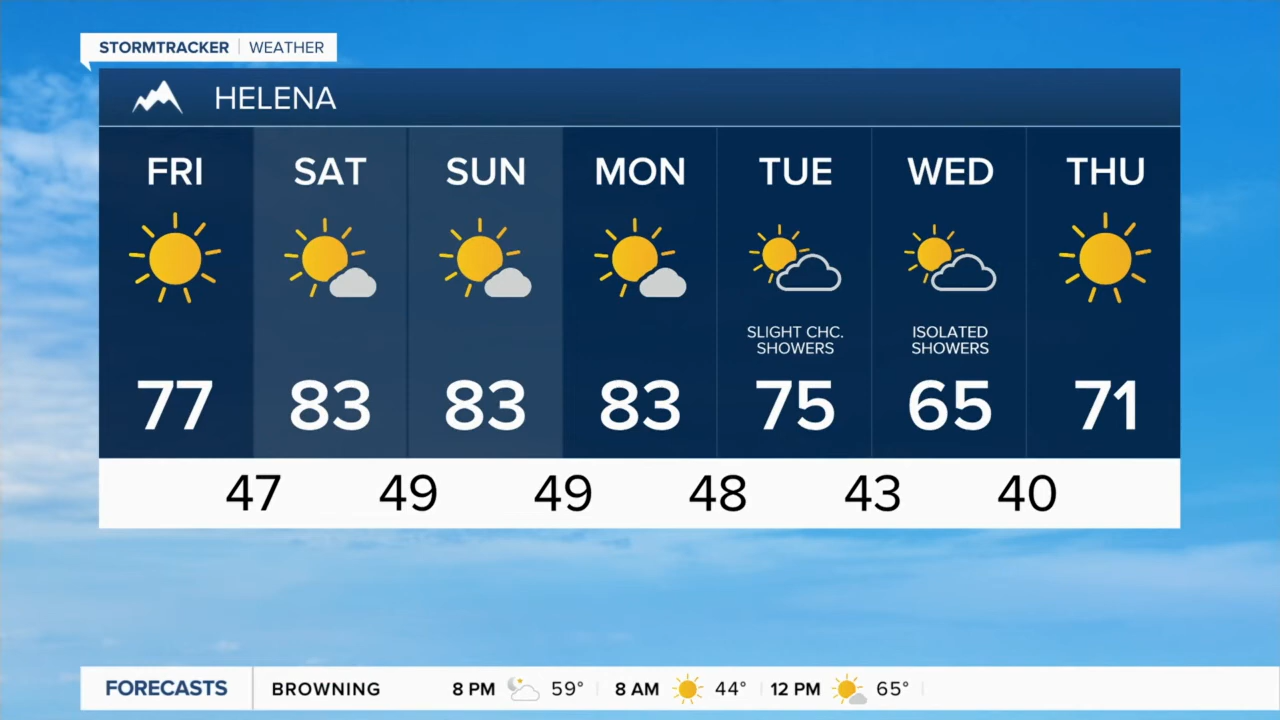 STORMTRACKER | WEATHER
HELENA
FRI SAT SUN MON TUE WED THU
SLIGHT CHC. SHOWERS
ISOLATED SHOWERS
77 83 83 83 75 65 71
47 49 49 48 43 40
FORECASTS BROWNING 8 PM 59° 8 AM 44° 12 PM 65°